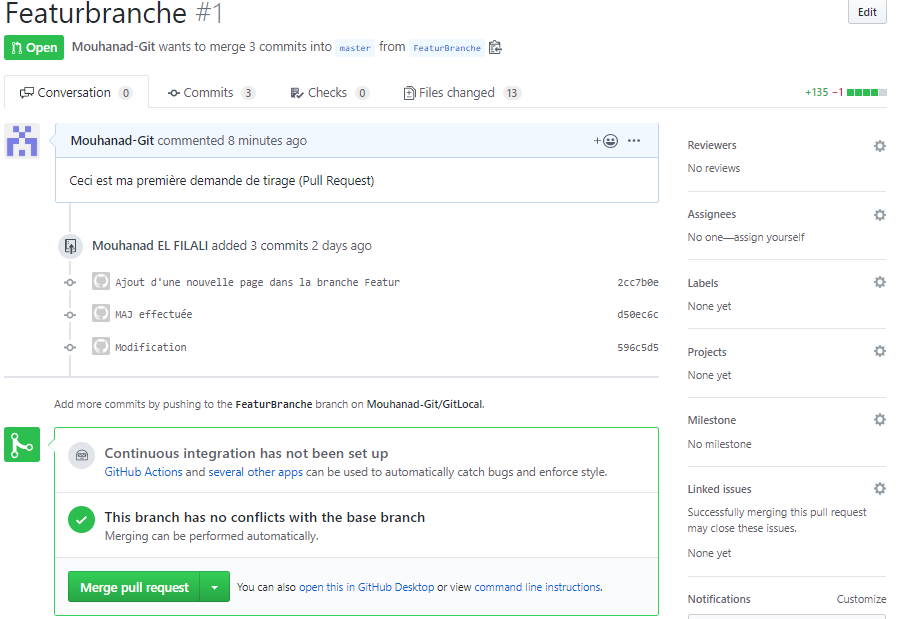 Featurbranche #1
Edit
Open
Mouhanad-Git wants to merge 3 commits into master from FeaturBranche
Conversation 0
Commits 3
Checks 0
Files changed 13
+135 −1
Mouhanad-Git commented 8 minutes ago
Ceci est ma première demande de tirage (Pull Request)
Mouhanad EL FILALI added 3 commits 2 days ago
Ajout d'une nouvelle page dans la branche Featur 2cc7b0e
MAJ effectuée d50ec6c
Modification 596c5d5
Add more commits by pushing to the FeaturBranche branch on Mouhanad-Git/GitLocal.
Continuous integration has not been set up
GitHub Actions and several other apps can be used to automatically catch bugs and enforce style.
This branch has no conflicts with the base branch
Merging can be performed automatically.
Merge pull request
You can also open this in GitHub Desktop or view command line instructions.
Reviewers
No reviews
Assignees
No one—assign yourself
Labels
None yet
Projects
None yet
Milestone
No milestone
Linked issues
Successfully merging this pull request
may close these issues.
None yet
Notifications Customize